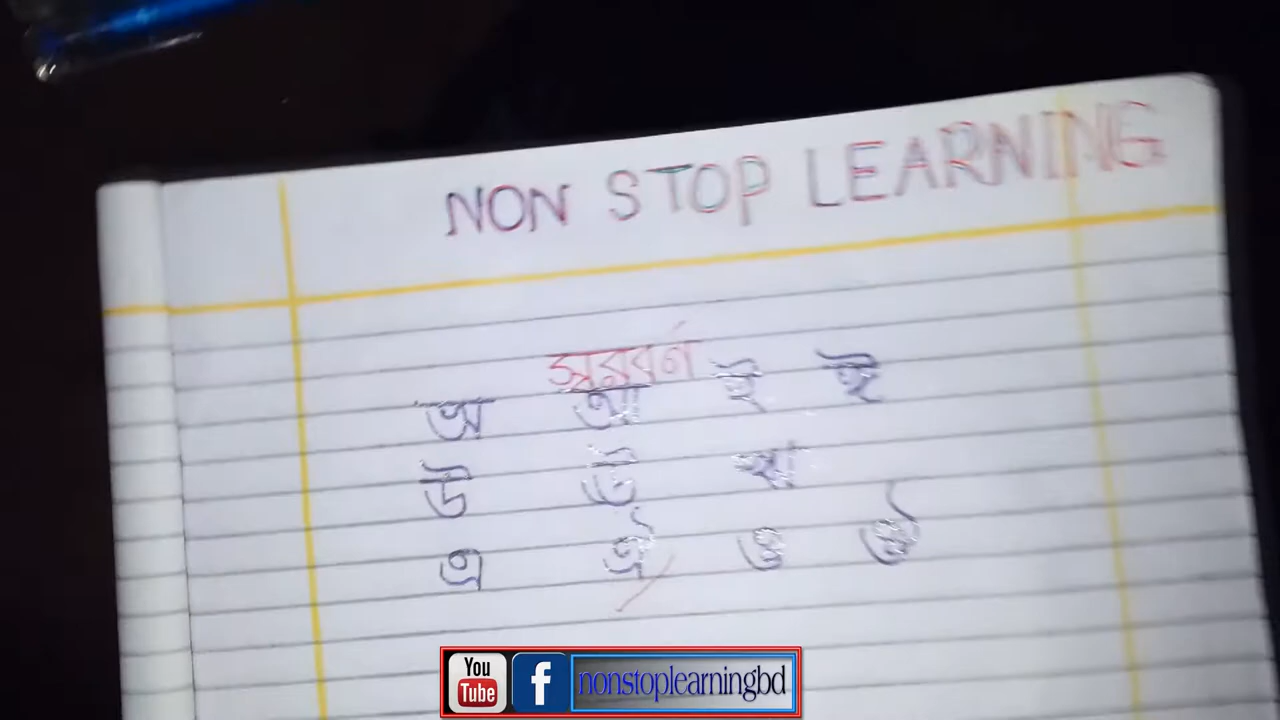 NON STOP LEARNING
স্বরবর্ণ
অ আ ই ঈ
উ ঊ ঋ
এ ঐ ও ঔ
You Tube f nonstoplearningbd